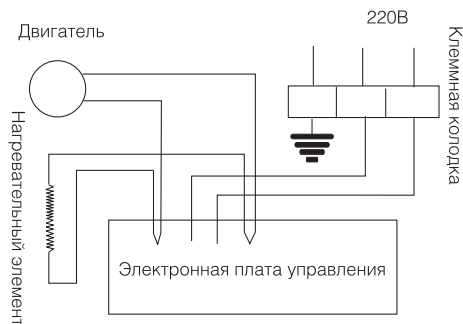 Двигатель
220В
Клеммная колодка
Нагревательный элемент
Электронная плата управления